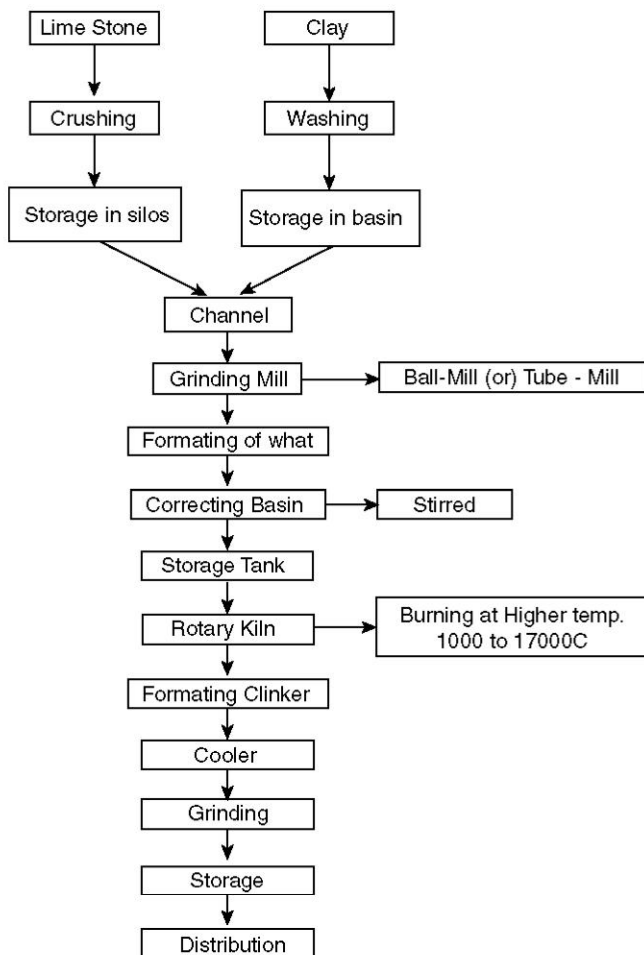 Lime Stone
Clay
Crushing
Washing
Storage in silos
Storage in basin
Channel
Grinding Mill
Ball-Mill (or) Tube - Mill
Formating of what
Correcting Basin
Stirred
Storage Tank
Rotary Kiln
Burning at Higher temp.
1000 to 17000C
Formating Clinker
Cooler
Grinding
Storage
Distribution